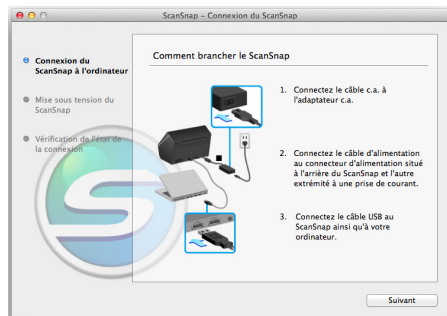 ScanSnap – Connexion du ScanSnap
Connexion du
ScanSnap à l'ordinateur
Mise sous tension du
ScanSnap
Vérification de l'état de
la connexion
Comment brancher le ScanSnap
1. Connectez le câble c.a. à
l'adaptateur c.a.
2. Connectez le câble d'alimentation
au connecteur d'alimentation situé
à l'arrière du ScanSnap et l'autre
extrémité à une prise de courant.
3. Connectez le câble USB au
ScanSnap ainsi qu'à votre
ordinateur.
Suivant